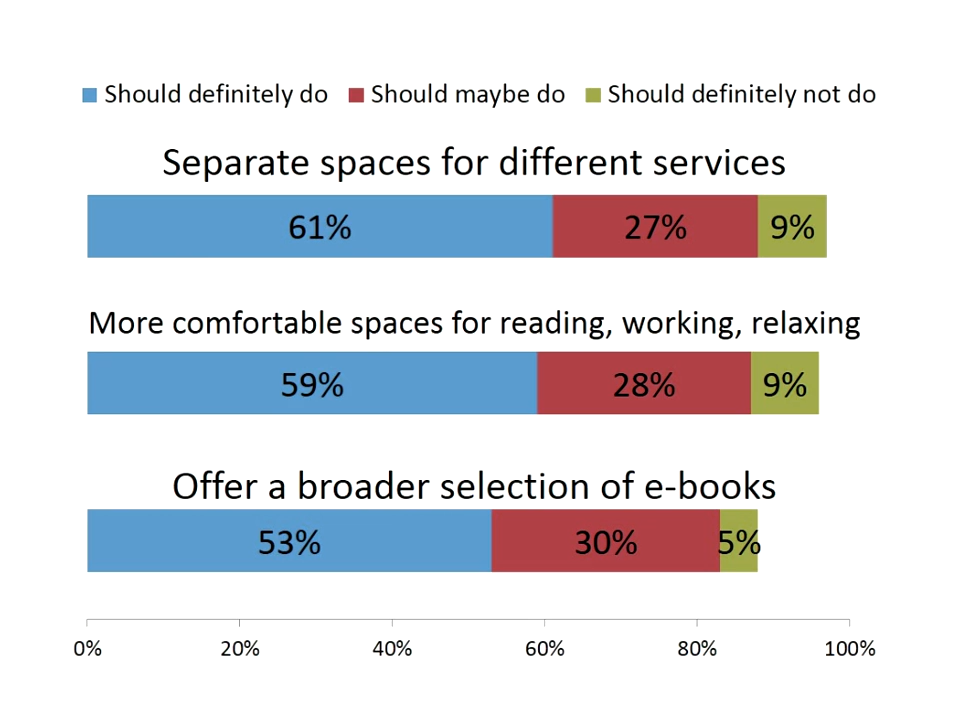 Should definitely do Should maybe do Should definitely not do
Separate spaces for different services
61% 27% 9%
More comfortable spaces for reading, working, relaxing
59% 28% 9%
Offer a broader selection of e-books
53% 30% 5%
0% 20% 40% 60% 80% 100%